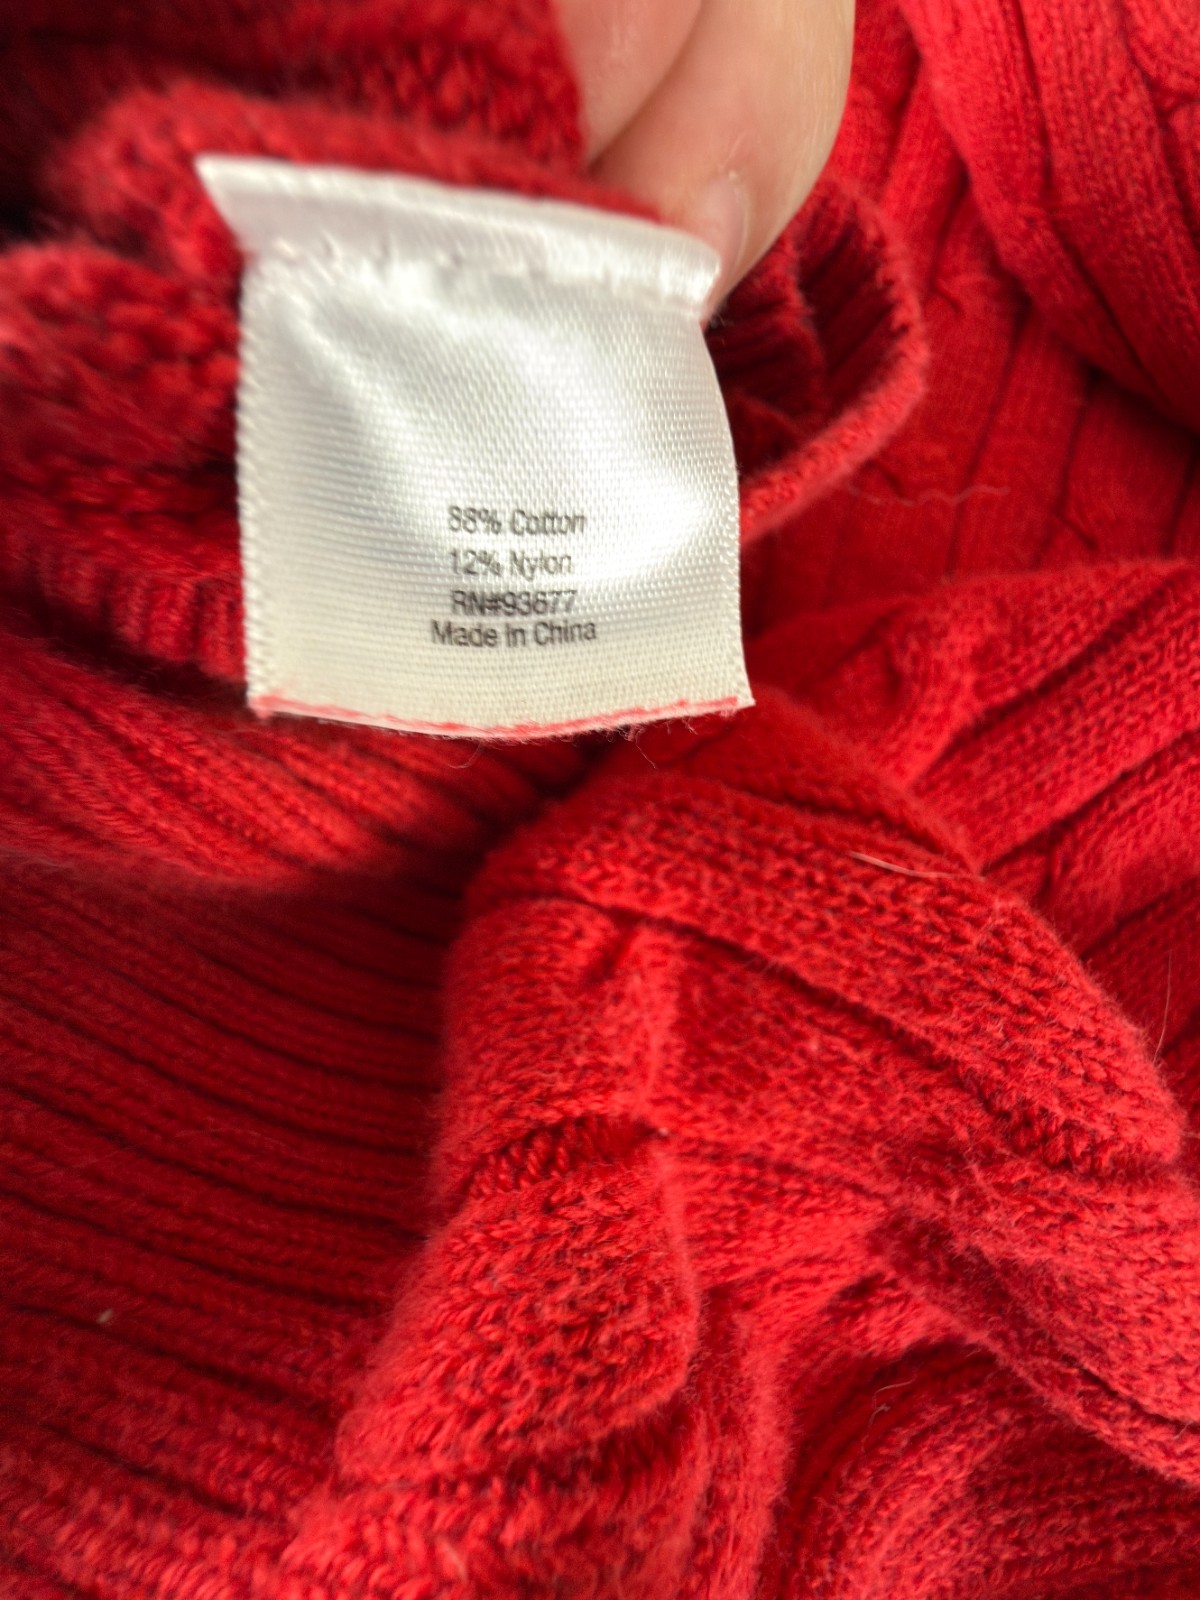 88% Cotton
12% Nylon
RN#93677
Made In China